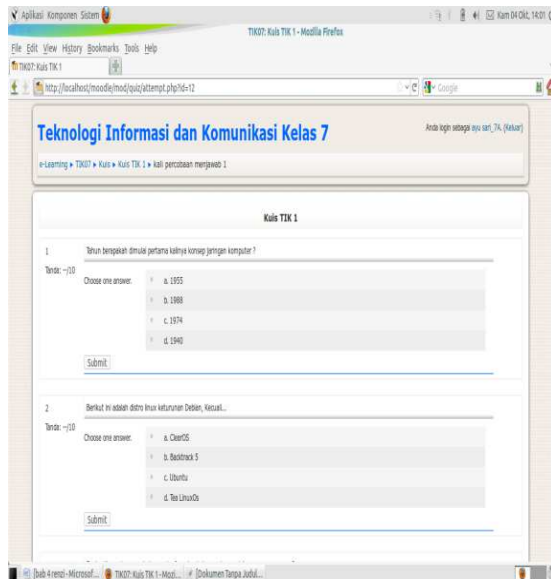 Aplikasi Komponen Sistem
Kam 04 Okt, 14:01
TIK07: Kuis TIK 1 - Mozilla Firefox
File Edit View History Bookmarks Tools Help
TIK07: Kuis TIK 1
http://localhost/moodle/mod/quiz/attempt.php?id=12
Google
Teknologi Informasi dan Komunikasi Kelas 7
Anda login sebagai ayu sari_7A. (Keluar)
e-Learning ► TIK07 ► Kuis ► Kuis TIK 1 ► kali percobaan menjawab 1
Kuis TIK 1
1
Tahun berapakah dimulai pertama kalinya konsep jaringan komputer ?
Tanda: --/10
Choose one answer.
a. 1955
b. 1988
c. 1974
d. 1940
Submit
2
Berikut ini adalah distro linux keturunan Debian, Kecuali...
Tanda: --/10
Choose one answer.
a. ClearOS
b. Backtrack 5
c. Ubuntu
d. Tea LinuxOs
Submit
[bab 4 renzi - Microsof...
TIK07: Kuis TIK 1 - Mozi...
[Dokumen Tanpa Judul...